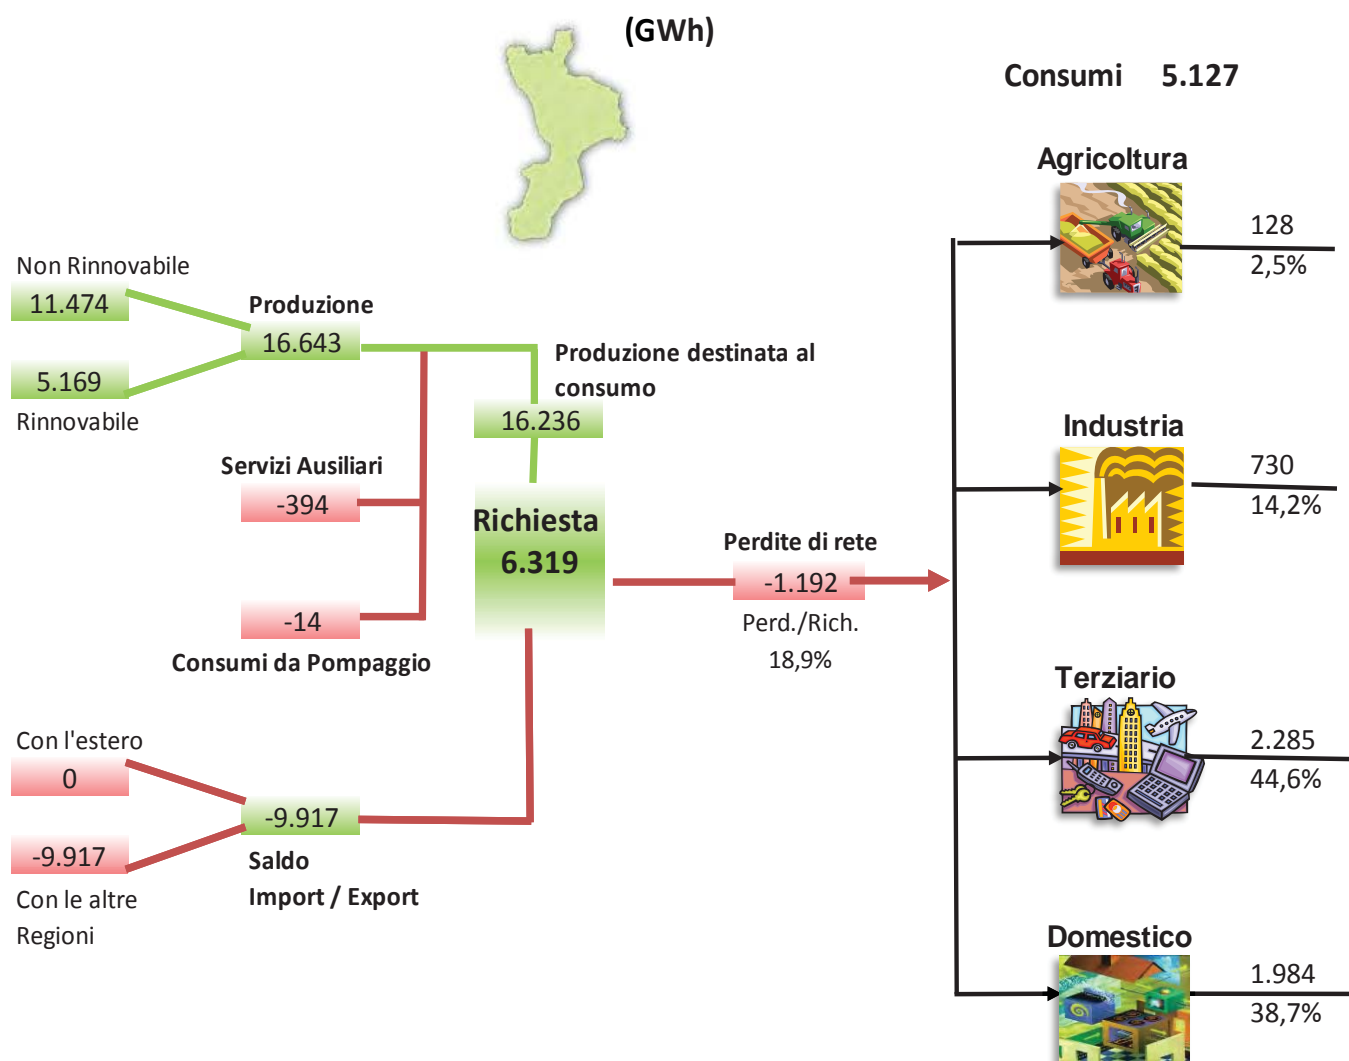 (GWh)
Consumi 5.127
Agricoltura
128
2,5%
Non Rinnovabile
11.474
Produzione
16.643
5.169
Rinnovabile
Produzione destinata al
consumo
16.236
Servizi Ausiliari
-394
Richiesta
6.319
Perdite di rete
-1.192
Perd./Rich.
18,9%
-14
Consumi da Pompaggio
Industria
730
14,2%
Terziario
2.285
44,6%
Con l'estero
0
-9.917
Saldo
Import / Export
-9.917
Con le altre
Regioni
Domestico
1.984
38,7%